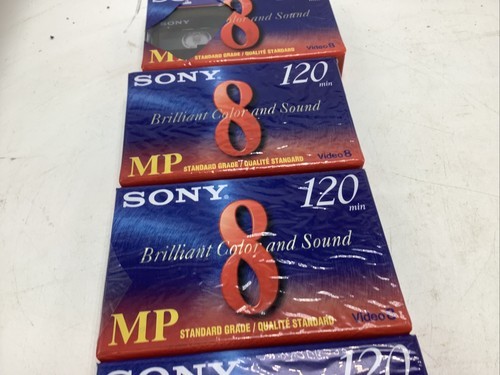 SONY
Brilliant Color and Sound
8
MP STANDARD GRADE / QUALITÉ STANDARD Video 8
SONY 120 min
Brilliant Color and Sound
8
MP STANDARD GRADE / QUALITÉ STANDARD Video 8
SONY 120 min
Brilliant Color and Sound
8
MP STANDARD GRADE / QUALITÉ STANDARD Video 8
SONY 120